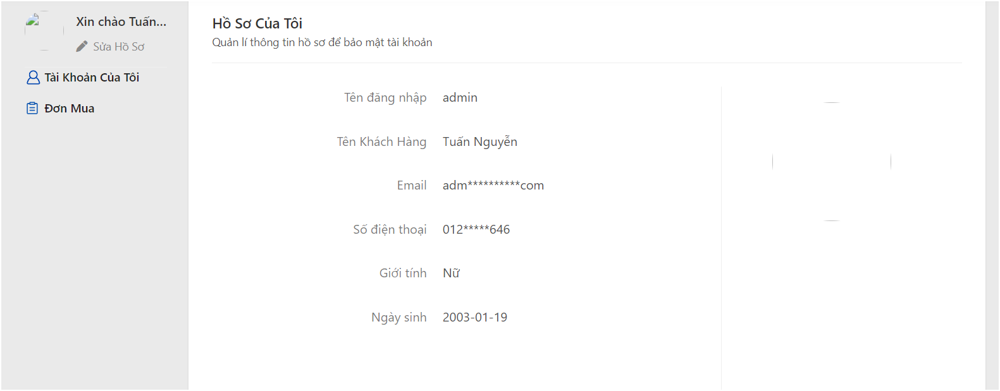 Xin chào Tuấn...
Sửa Hồ Sơ
Tài Khoản Của Tôi
Đơn Mua
Hồ Sơ Của Tôi
Quản lí thông tin hồ sơ để bảo mật tài khoản
Tên đăng nhập admin
Tên Khách Hàng Tuấn Nguyễn
Email adm**********com
Số điện thoại 012*****646
Giới tính Nữ
Ngày sinh 2003-01-19